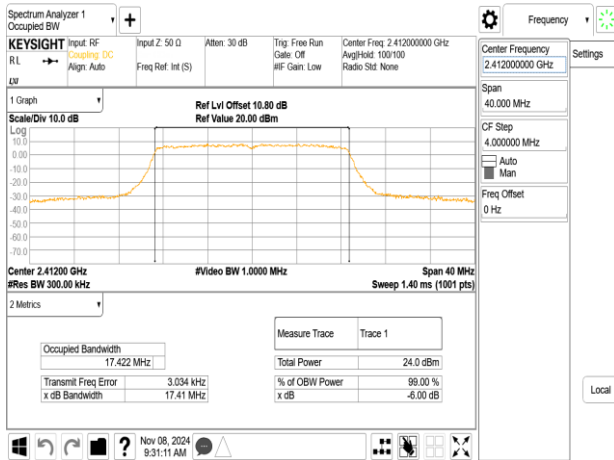 Spectrum Analyzer 1
Occupied BW
+
Frequency
KEYSIGHT
RL
LXI
Input: RF
Coupling: DC
Align: Auto
Input Z: 50 Ω
Freq Ref: Int (S)
Atten: 30 dB
Trig: Free Run
Gate: Off
#IF Gain: Low
Center Freq: 2.412000000 GHz
Avg|Hold: 100/100
Radio Std: None
Center Frequency
2.412000000 GHz
Settings
Span
40.000 MHz
CF Step
4.000000 MHz
Auto
Man
Freq Offset
0 Hz
Local
1 Graph
Scale/Div 10.0 dB
Ref Lvl Offset 10.80 dB
Ref Value 20.00 dBm
Log
10.0
0.00
-10.0
-20.0
-30.0
-40.0
-50.0
-60.0
-70.0
Center 2.41200 GHz
#Video BW 1.0000 MHz
Span 40 MHz
#Res BW 300.00 kHz
Sweep 1.40 ms (1001 pts)
2 Metrics
Measure Trace Trace 1
Occupied Bandwidth
17.422 MHz
Total Power 24.0 dBm
Transmit Freq Error 3.034 kHz
% of OBW Power 99.00 %
x dB Bandwidth 17.41 MHz
x dB -6.00 dB
?
Nov 08, 2024
9:31:11 AM